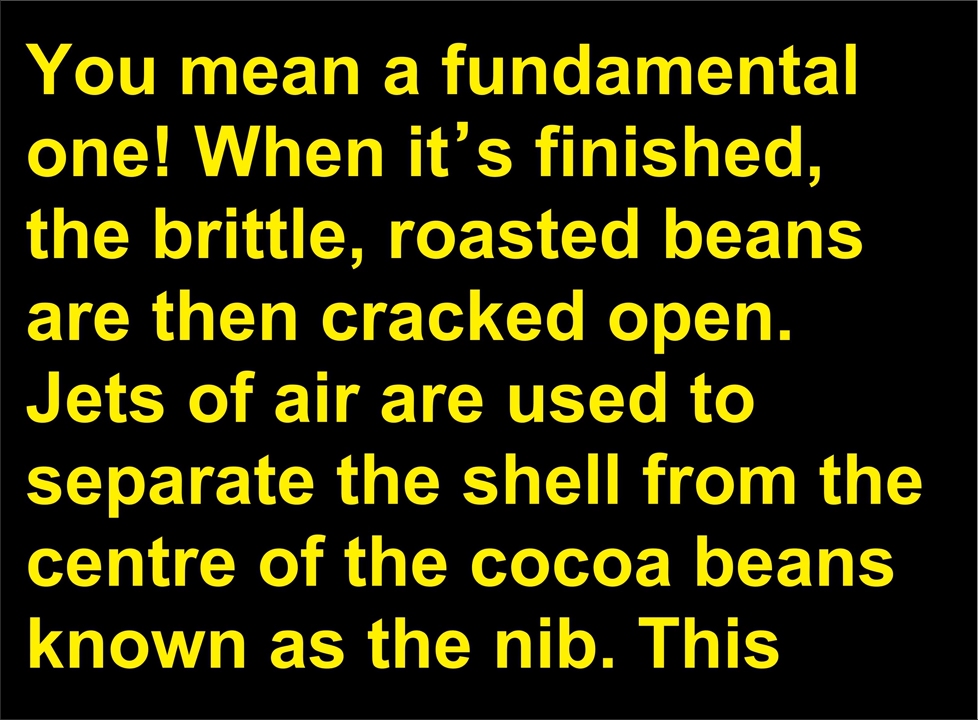 You mean a fundamental
one! When it’s finished,
the brittle, roasted beans
are then cracked open.
Jets of air are used to
separate the shell from the
centre of the cocoa beans
known as the nib. This